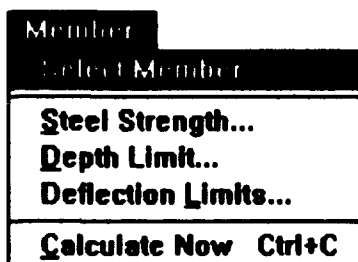 Member
Select Member
Steel Strength...
Depth Limit...
Deflection Limits...
Calculate Now Ctrl+C